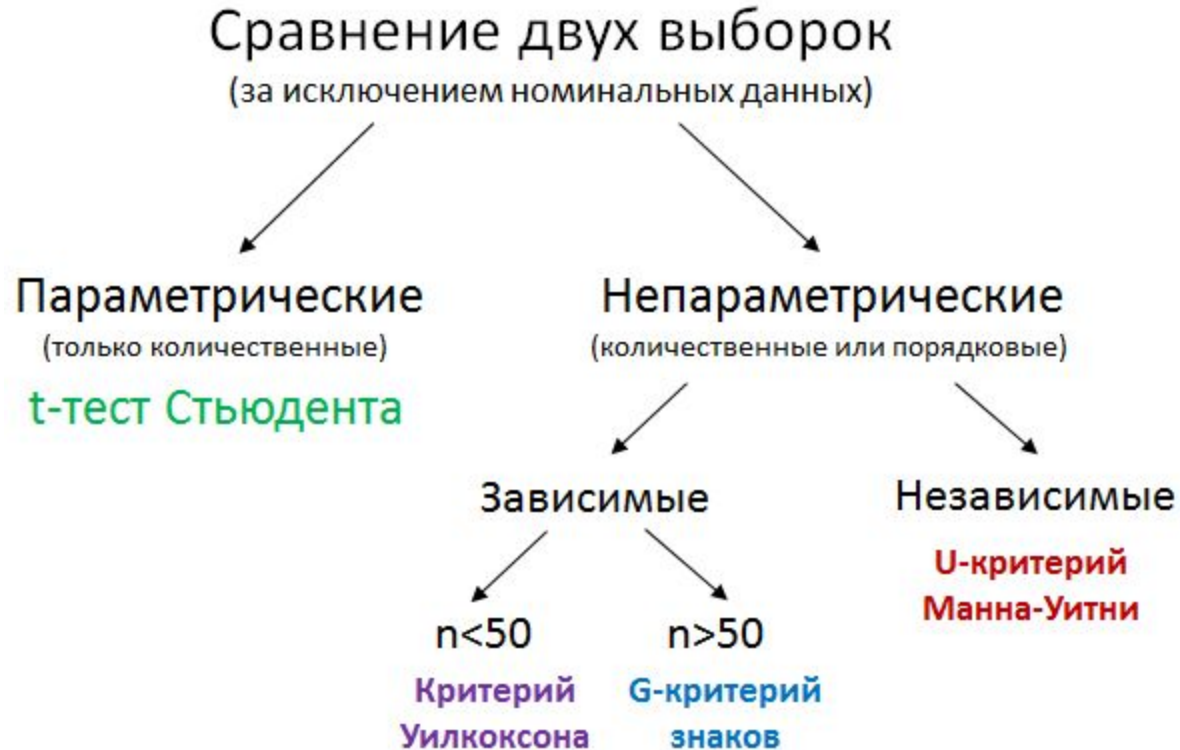 Сравнение двух выборок
(за исключением номинальных данных)
Параметрические
(только количественные)
t-тест Стьюдента
Непараметрические
(количественные или порядковые)
Зависимые
Независимые
U-критерий
Манна-Уитни
n<50
Критерий
Уилкоксона
n>50
G-критерий
знаков